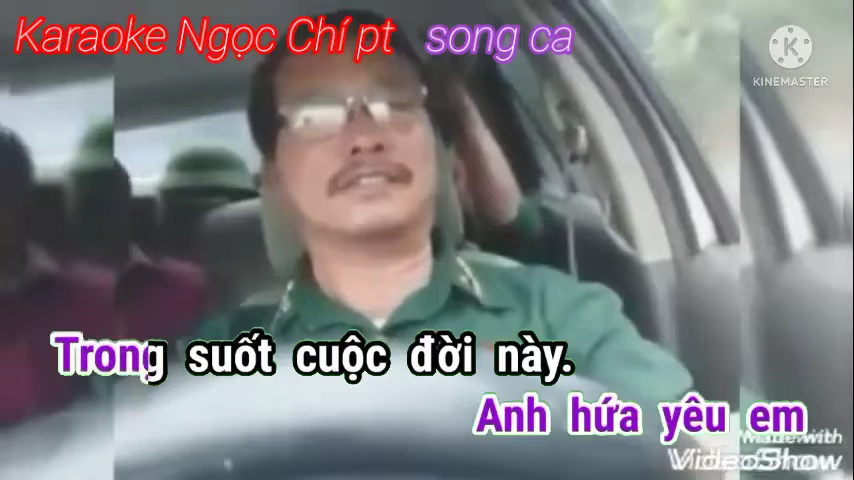 Karaoke Ngọc Chí pt song ca
KINEMASTER
Trong suốt cuộc đời này.
Anh hứa yêu em
Made with
VideoShow